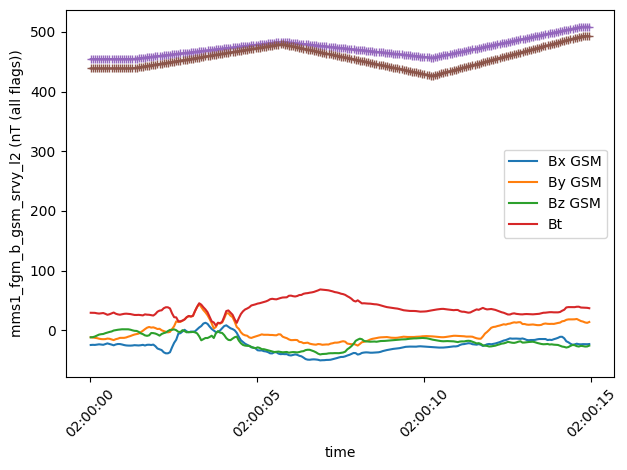 mms1_fgm_b_gsm_srvy_l2 (nT (all flags))
500
400
300
200
100
0
Bx GSM
By GSM
Bz GSM
Bt
02:00:00
02:00:05
02:00:10
02:00:15
time